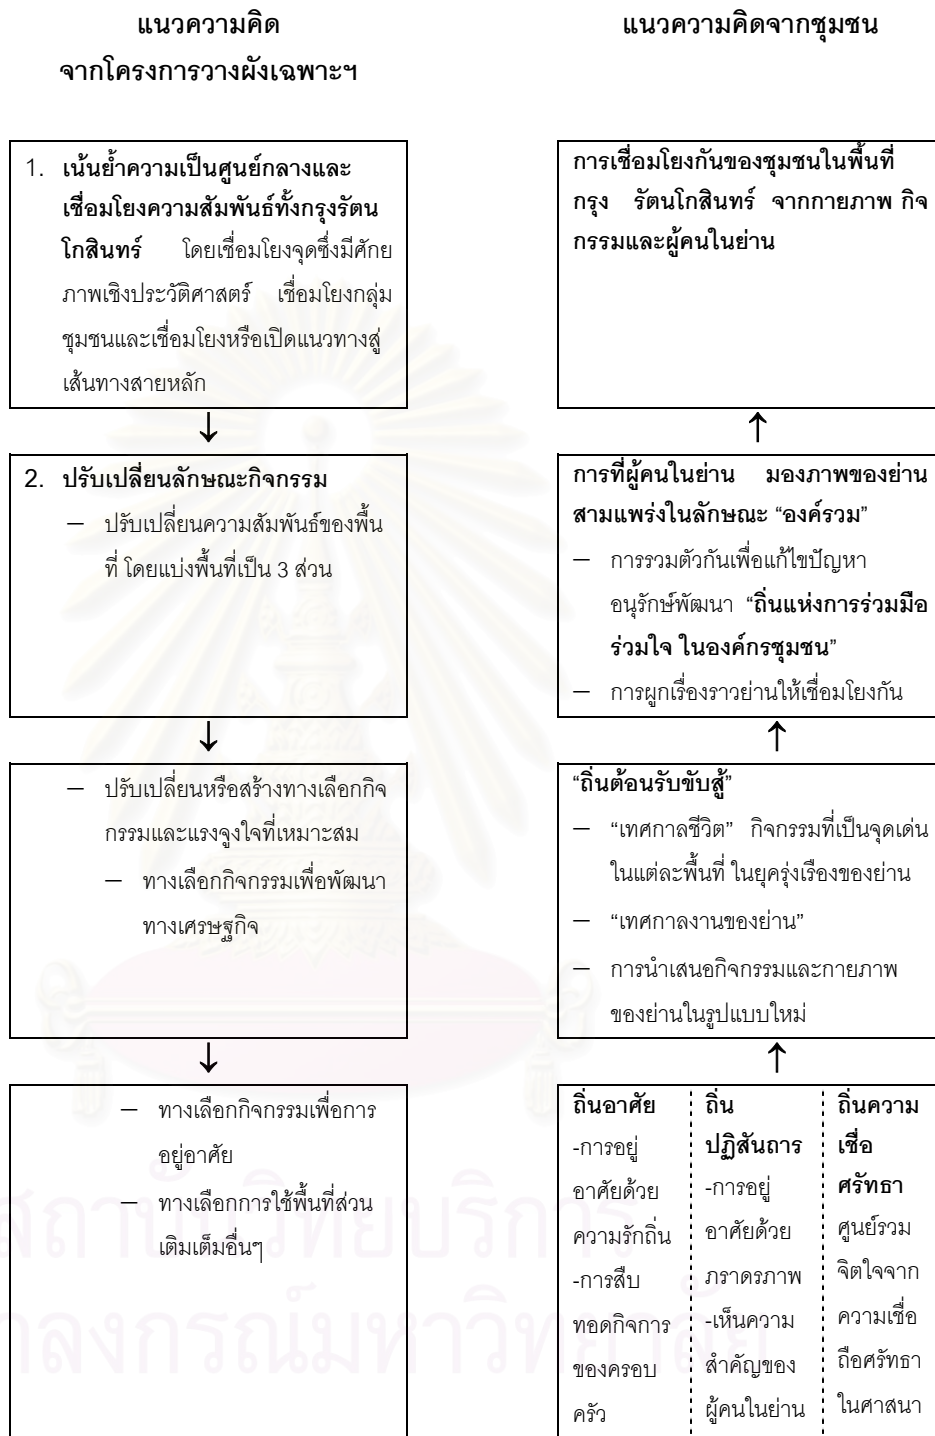 แนวความคิด
จากโครงการวางผังเฉพาะฯ
1. เน้นย้ำความเป็นศูนย์กลางและ
เชื่อมโยงความสัมพันธ์ทั้งกรุงรัตน
โกสินทร์ โดยเชื่อมโยงจุดซึ่งมีศักย
ภาพเชิงประวัติศาสตร์ เชื่อมโยงกลุ่ม
ชุมชนและเชื่อมโยงหรือเปิดแนวทางสู่
เส้นทางสายหลัก
↓
2. ปรับเปลี่ยนลักษณะกิจกรรม
— ปรับเปลี่ยนความสัมพันธ์ของพื้น
ที่ โดยแบ่งพื้นที่เป็น 3 ส่วน
↓
— ปรับเปลี่ยนหรือสร้างทางเลือกกิจ
กรรมและแรงจูงใจที่เหมาะสม
— ทางเลือกกิจกรรมเพื่อพัฒนา
ทางเศรษฐกิจ
↓
— ทางเลือกกิจกรรมเพื่อการ
อยู่อาศัย
— ทางเลือกการใช้พื้นที่ส่วน
เติมเต็มอื่นๆ
แนวความคิดจากชุมชน
การเชื่อมโยงกันของชุมชนในพื้นที่
กรุง รัตนโกสินทร์ จากกายภาพ กิจ
กรรมและผู้คนในย่าน
↑
การที่ผู้คนในย่าน มองภาพของย่าน
สามแพร่งในลักษณะ “องค์รวม”
— การรวมตัวกันเพื่อแก้ไขปัญหา
อนุรักษ์พัฒนา “ถิ่นแห่งการร่วมมือ
ร่วมใจ ในองค์กรชุมชน”
— การผูกเรื่องราวย่านให้เชื่อมโยงกัน
↑
“ถิ่นต้อนรับขับสู้”
— “เทศกาลชีวิต” กิจกรรมที่เป็นจุดเด่น
ในแต่ละพื้นที่ ในยุครุ่งเรืองของย่าน
— “เทศกาลงานของย่าน”
— การนำเสนอกิจกรรมและกายภาพ
ของย่านในรูปแบบใหม่
↑
ถิ่นอาศัย
-การอยู่
อาศัยด้วย
ความรักถิ่น
-การสืบ
ทอดกิจการ
ของครอบ
ครัว
ถิ่น
ปฏิสันถาร
-การอยู่
อาศัยด้วย
ภราดรภาพ
-เห็นความ
สำคัญของ
ผู้คนในย่าน
ถิ่นความ
เชื่อ
ศรัทธา
ศูนย์รวม
จิตใจจาก
ความเชื่อ
ถือศรัทธา
ในศาสนา
สถาบันวิทยบริการ
าลงกรณ์มหาวิทยาลัย